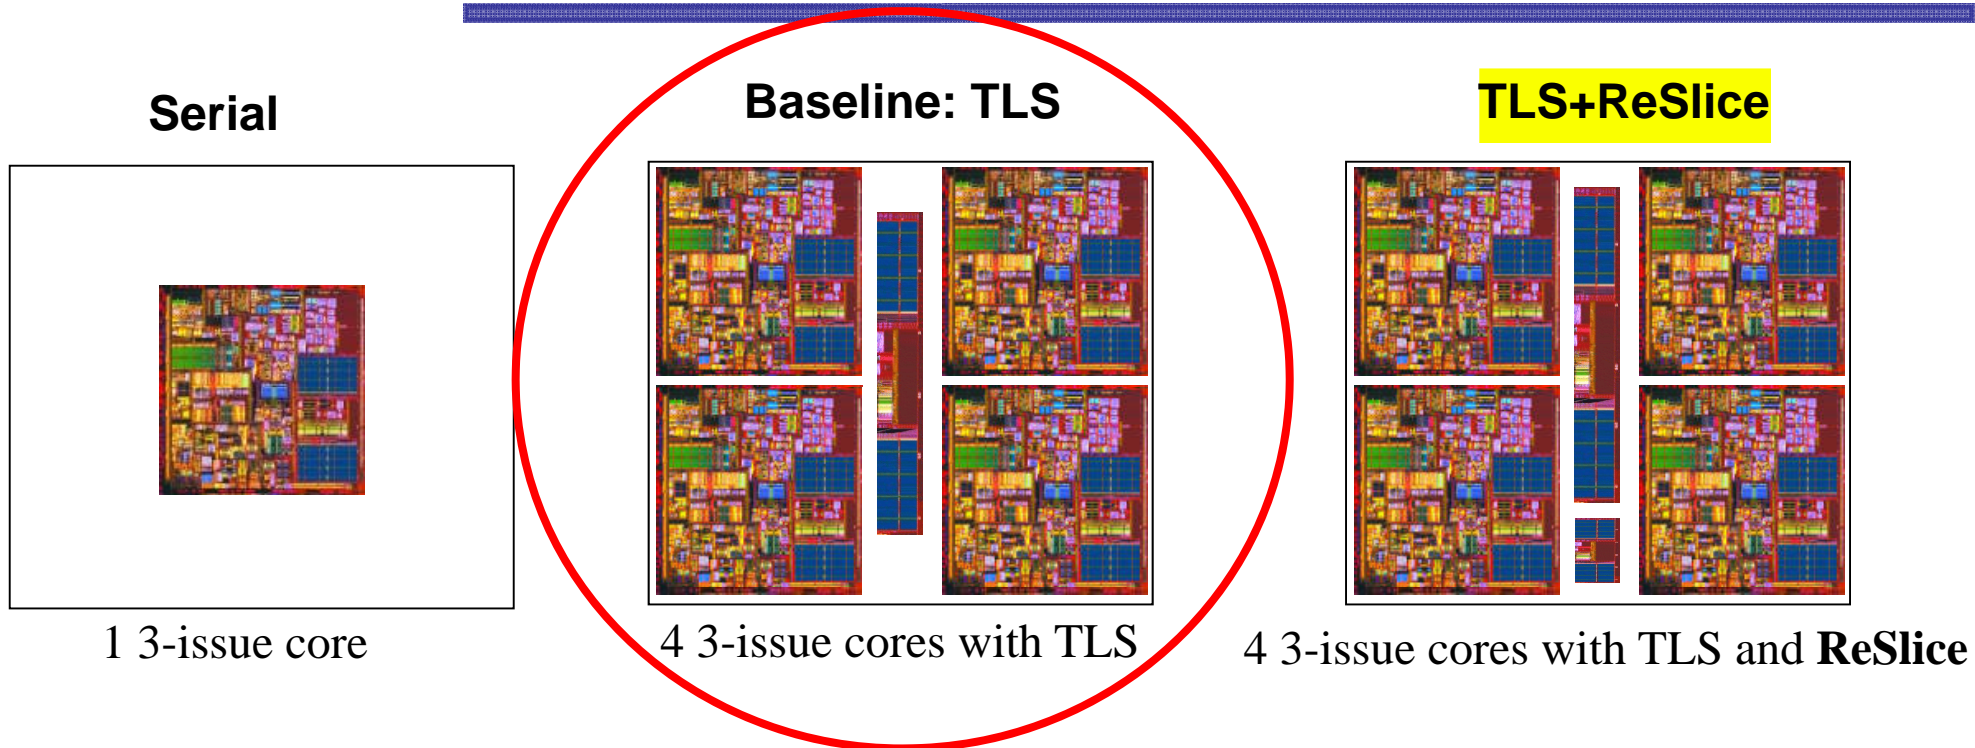 Serial
Baseline: TLS
TLS+ReSlice
1 3-issue core
4 3-issue cores with TLS
4 3-issue cores with TLS and ReSlice